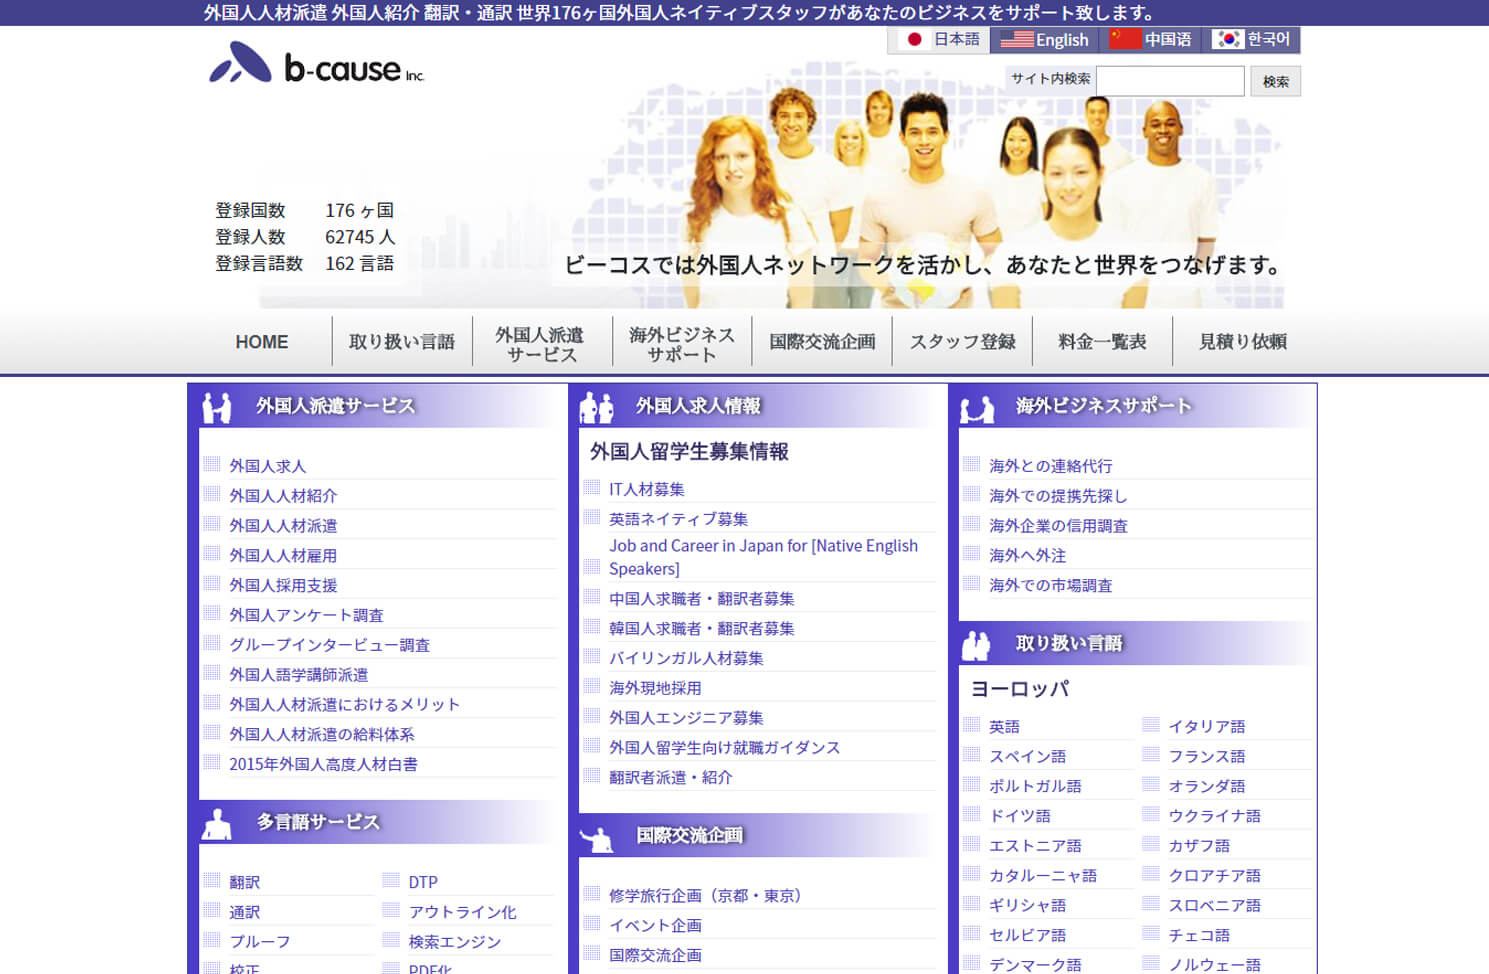 外国人人材派遣 外国人紹介 翻訳・通訳 世界176ヶ国外国人ネイティブスタッフがあなたのビジネスをサポート致します。
日本語
English
中国语
한국어
b-cause Inc.
サイト内検索
検索
登録国数 176 ヶ国
登録人数 62745 人
登録言語数 162 言語
ビーコスでは外国人ネットワークを活かし、あなたと世界をつなげます。
HOME
取り扱い言語
外国人派遣
サービス
海外ビジネス
サポート
国際交流企画
スタッフ登録
料金一覧表
見積り依頼
外国人派遣サービス
外国人求人
外国人人材紹介
外国人人材派遣
外国人人材雇用
外国人採用支援
外国人アンケート調査
グループインタービュー調査
外国人語学講師派遣
外国人人材派遣におけるメリット
外国人人材派遣の給料体系
2015年外国人高度人材白書
多言語サービス
翻訳
DTP
通訳
アウトライン化
プルーフ
検索エンジン
校正
PDF化
外国人求人情報
外国人留学生募集情報
IT人材募集
英語ネイティブ募集
Job and Career in Japan for [Native English
Speakers]
中国人求職者・翻訳者募集
韓国人求職者・翻訳者募集
バイリンガル人材募集
海外現地採用
外国人エンジニア募集
外国人留学生向け就職ガイダンス
翻訳者派遣・紹介
国際交流企画
修学旅行企画（京都・東京）
イベント企画
国際交流企画
海外ビジネスサポート
海外との連絡代行
海外での提携先探し
海外企業の信用調査
海外へ外注
海外での市場調査
取り扱い言語
ヨーロッパ
英語
イタリア語
スペイン語
フランス語
ポルトガル語
オランダ語
ドイツ語
ウクライナ語
エストニア語
カザフ語
カタルーニャ語
クロアチア語
ギリシャ語
スロベニア語
セルビア語
チェコ語
デンマーク語
ノルウェー語